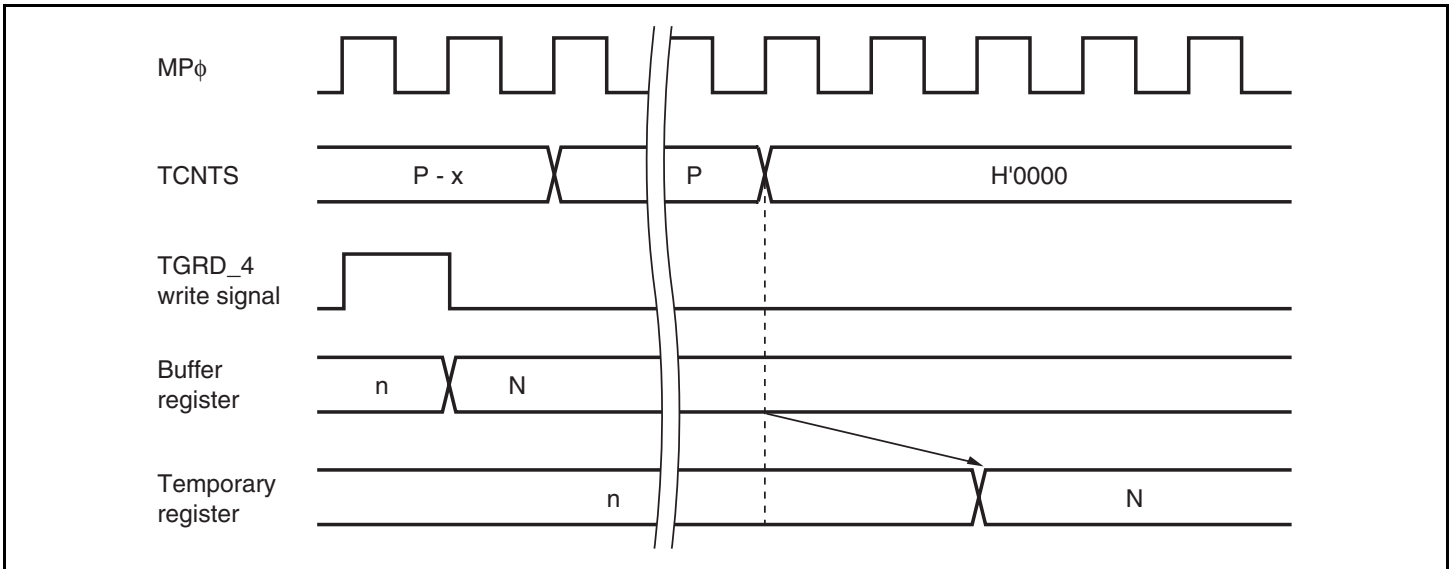 MPϕ
TCNTS
P - x
P
H'0000
TGRD_4
write signal
Buffer
register
n
N
Temporary
register
n
N